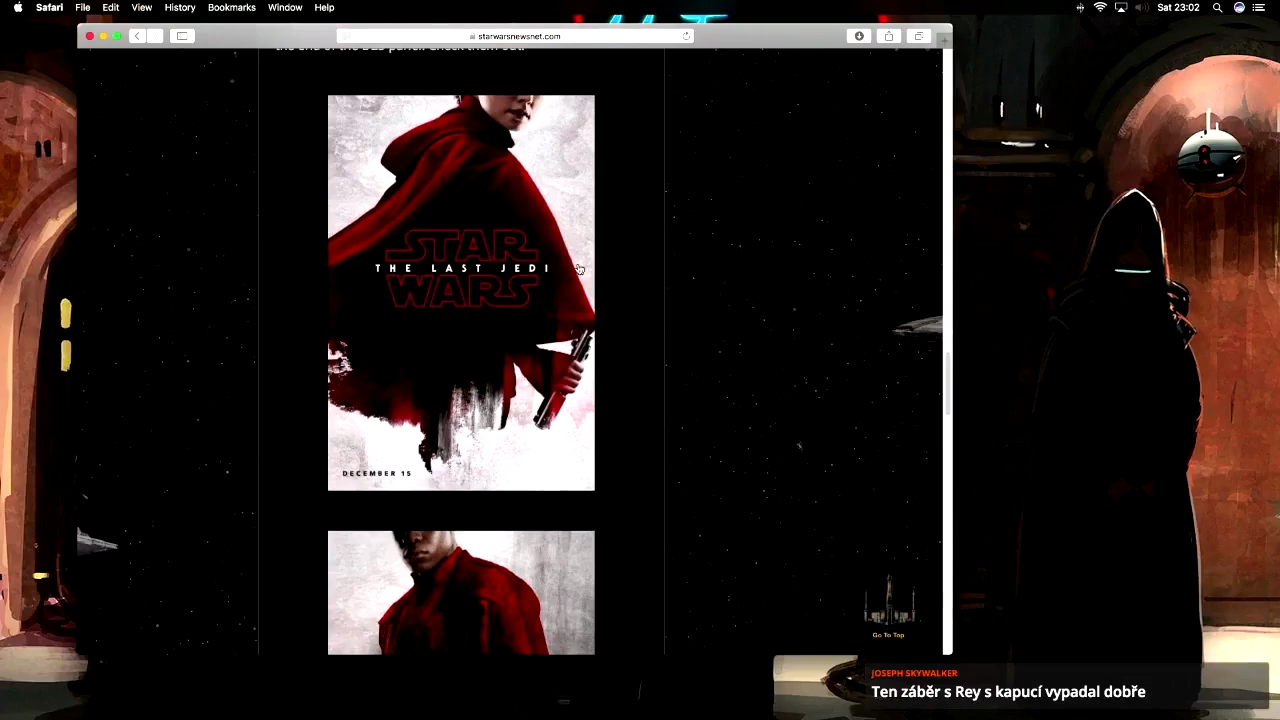 Safari File Edit View History Bookmarks Window Help
Sat 23:02
starwarsnewsnet.com
STAR
THE LAST JEDI
WARS
DECEMBER 15
Go To Top
JOSEPH SKYWALKER
Ten záběr s Rey s kapucí vypadal dobře